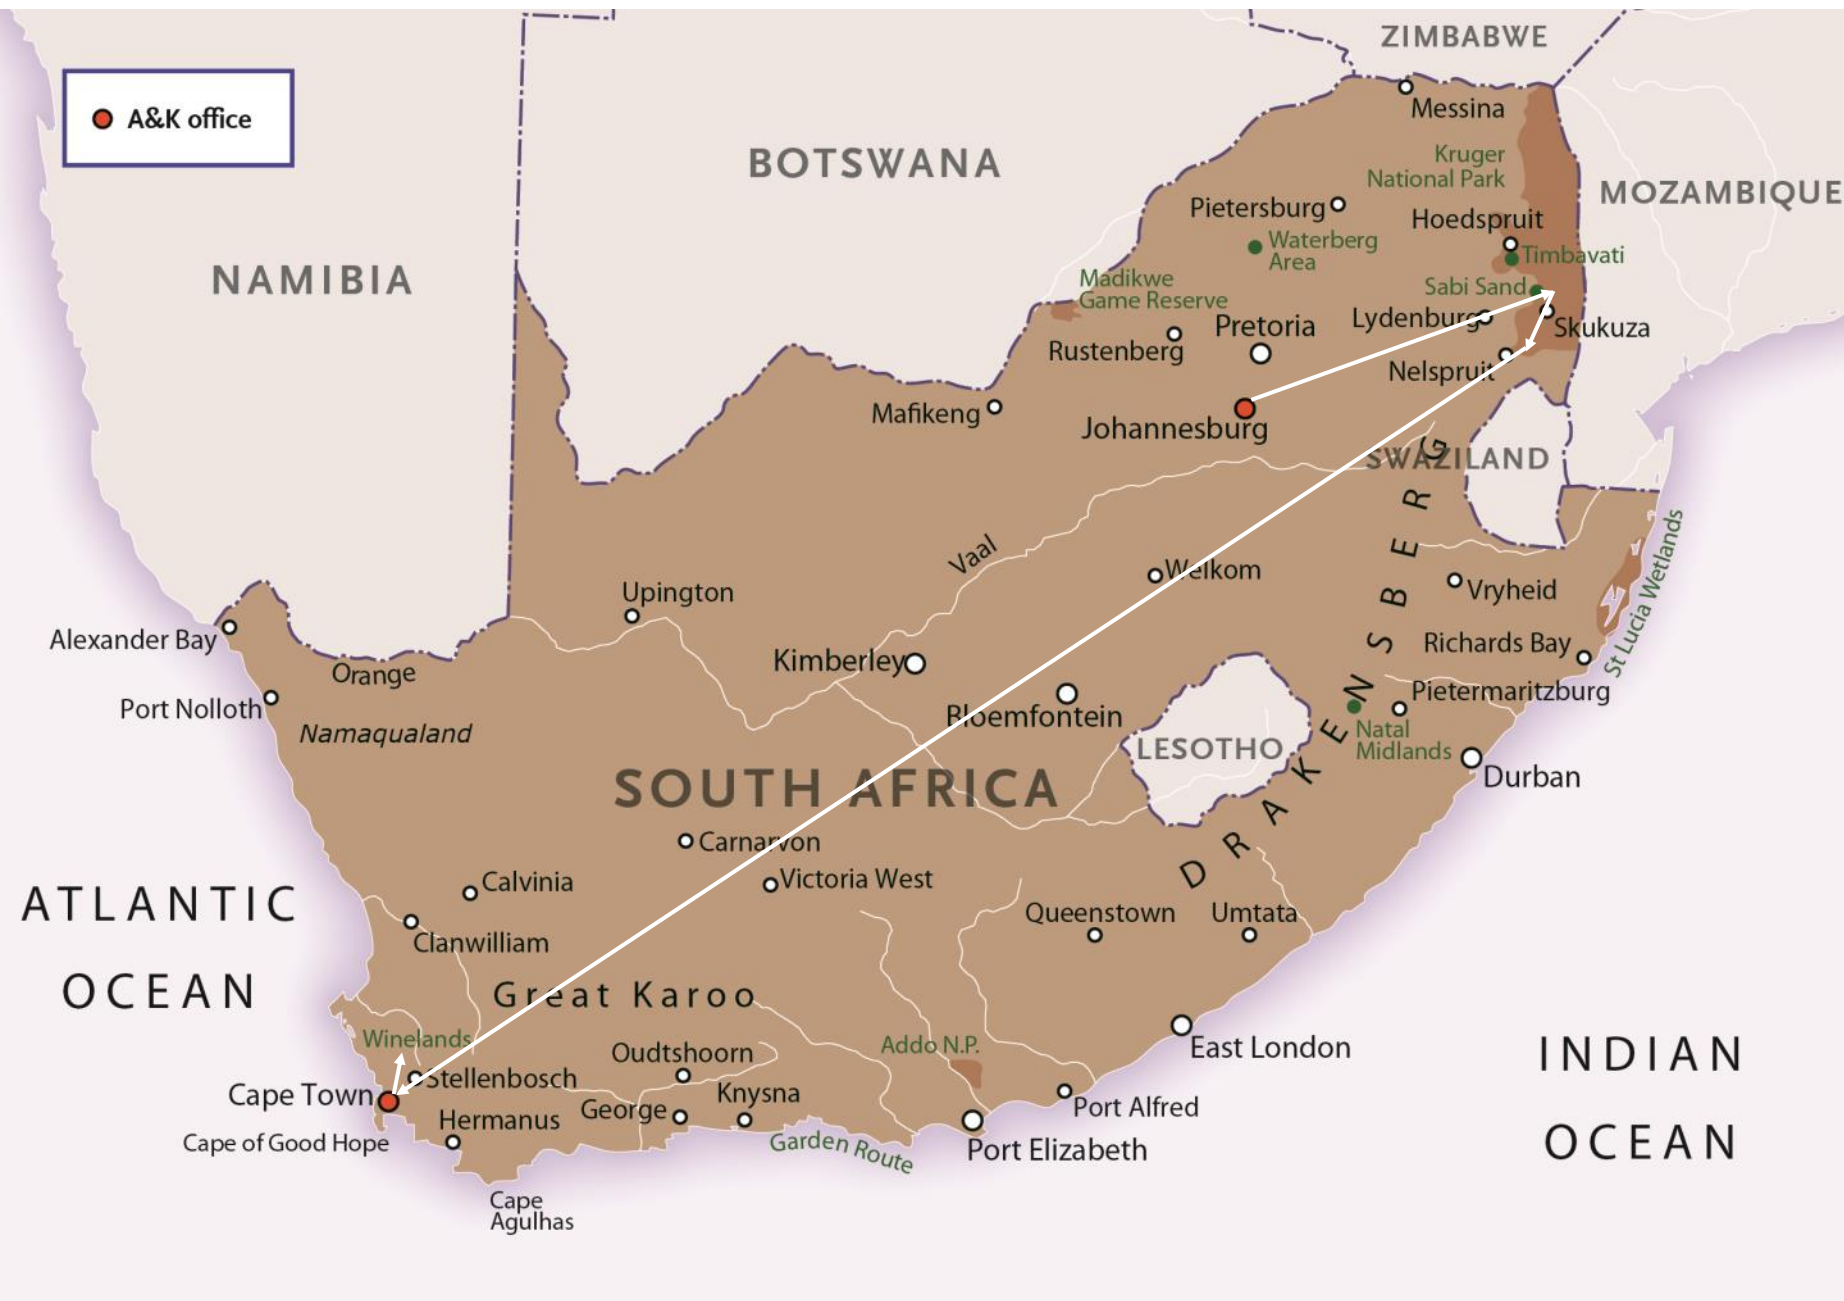 ZIMBABWE
A&K office
Messina
BOTSWANA
Kruger
National Park
MOZAMBIQUE
Pietersburg
Hoedspruit
Waterberg
Area
Timbavati
NAMIBIA
Madikwe
Game Reserve
Sabi Sand
Pretoria
Lydenburg
Skukuza
Rustenberg
Nelspruit
Mafikeng
Johannesburg
SWAZILAND
DRAKENSBERG
Vaal
Welkom
Upington
Vryheid
St Lucia Wetlands
Alexander Bay
Richards Bay
Orange
Kimberley
Pietermaritzburg
Port Nolloth
Bloemfontein
Namaqualand
Natal
Midlands
LESOTHO
Durban
SOUTH AFRICA
Carnarvon
Calvinia
Victoria West
ATLANTIC
OCEAN
Queenstown
Umtata
Clanwilliam
Great Karoo
Winelands
Addo N.P.
East London
INDIAN
OCEAN
Oudtshoorn
Stellenbosch
Cape Town
Knysna
George
Port Alfred
Hermanus
Cape of Good Hope
Garden Route
Port Elizabeth
Cape
Agulhas